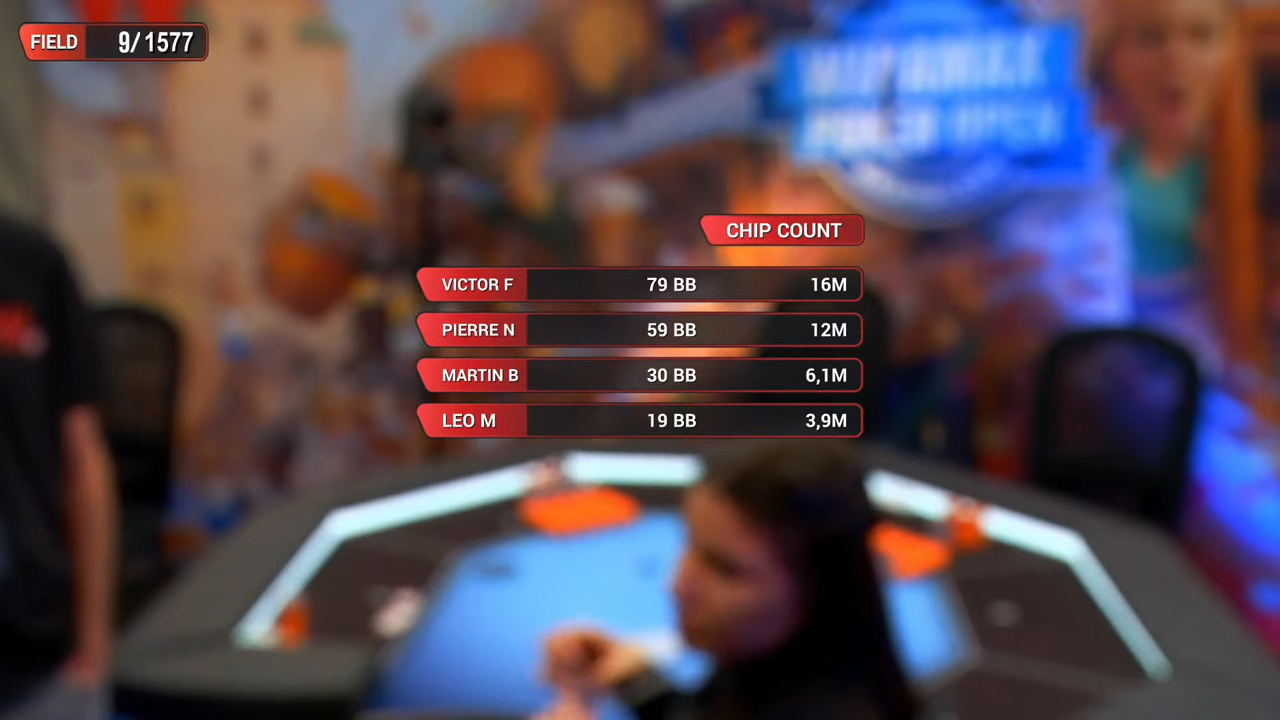 FIELD 9/1577
CHIP COUNT
VICTOR F 79 BB 16M
PIERRE N 59 BB 12M
MARTIN B 30 BB 6,1M
LEO M 19 BB 3,9M